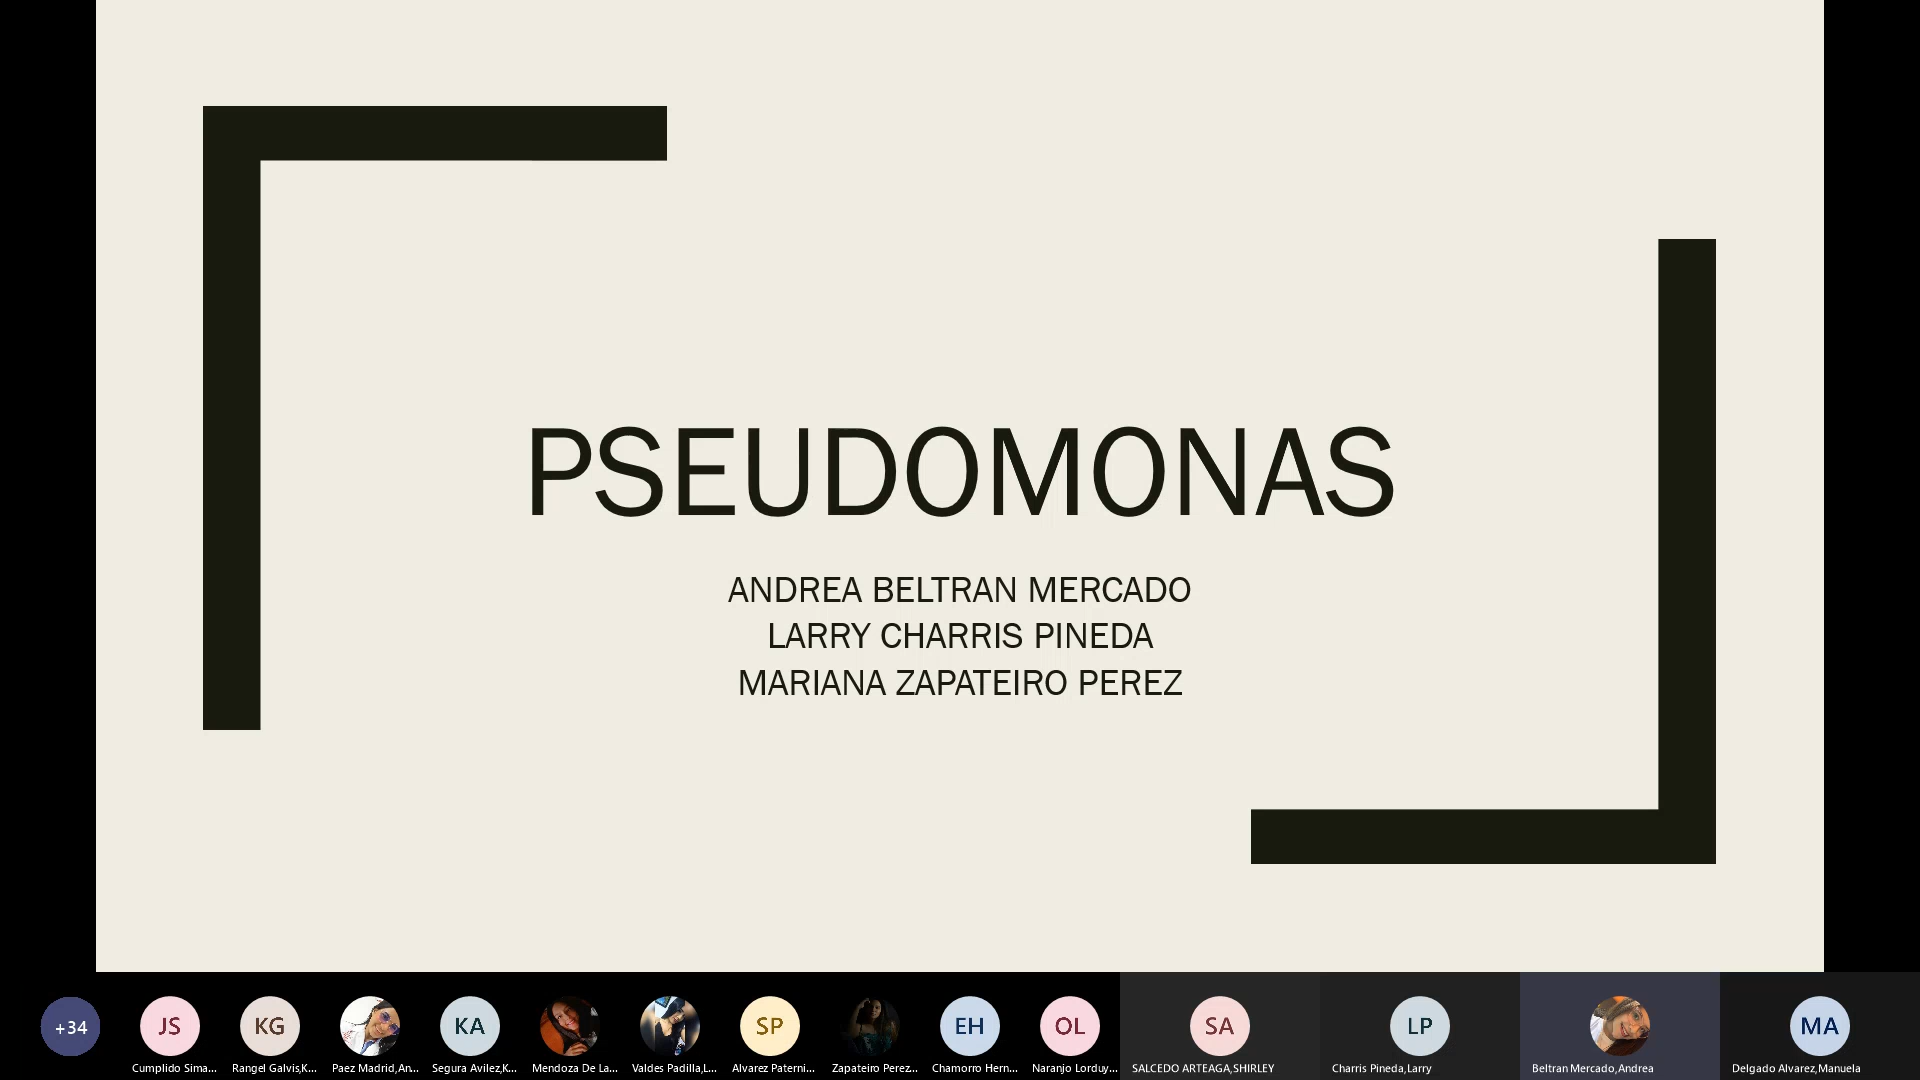 PSEUDOMONAS
ANDREA BELTRAN MERCADO
LARRY CHARRIS PINEDA
MARIANA ZAPATEIRO PEREZ
+34
JS
KG
KA
SP
EH
OL
SA
LP
MA
Cumplido Sima...
Rangel Galvis,K...
Paez Madrid,An...
Segura Avilez,K...
Mendoza De La...
Valdes Padilla,L...
Alvarez Paterni...
Zapateiro Perez...
Chamorro Hern...
Naranjo Lorduy...
SALCEDO ARTEAGA,SHIRLEY
Charris Pineda,Larry
Beltran Mercado,Andrea
Delgado Alvarez,Manuela